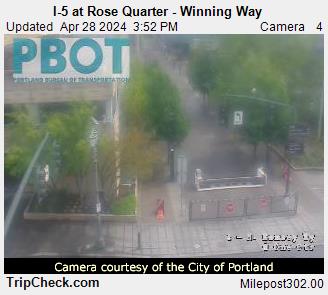 I-5 at Rose Quarter - Winning Way
Updated Apr 28 2024 3:52 PM Camera 4
PBOT
PORTLAND BUREAU OF TRANSPORTATION
Camera courtesy of the City of Portland
TripCheck.com Milepost302.00